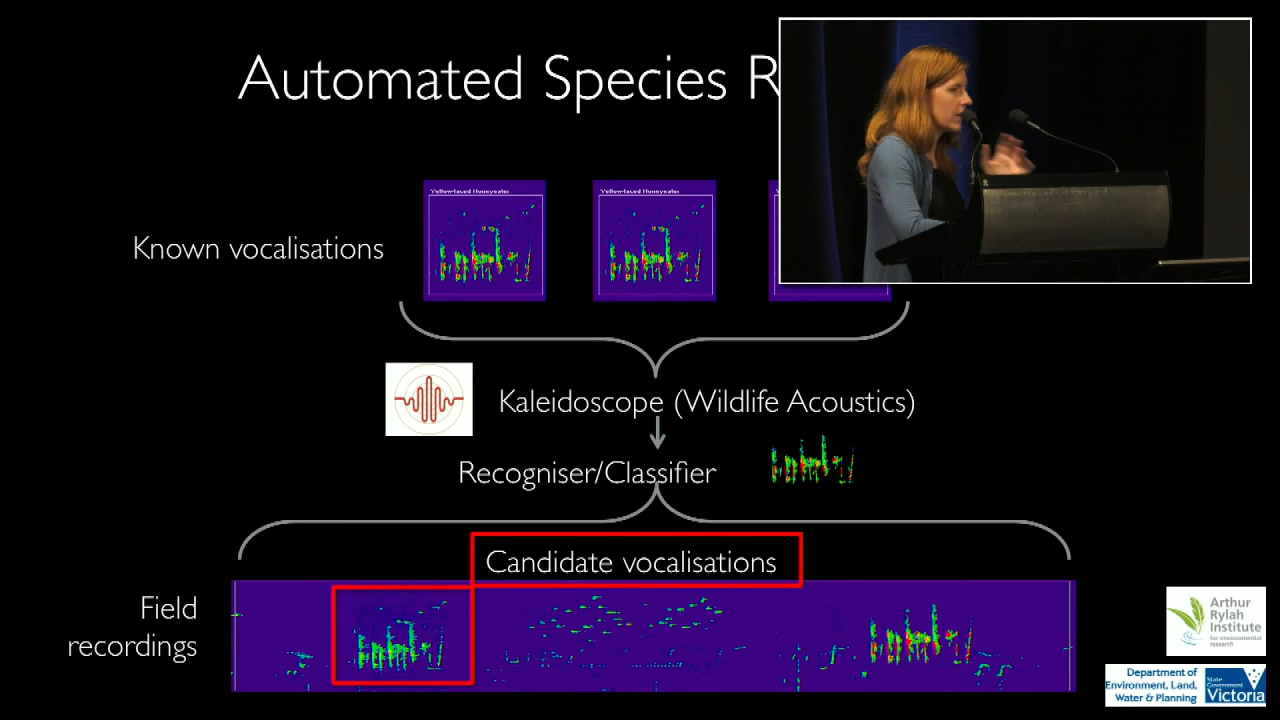 Automated Species R
Yellow-faced Honeyeater
Yellow-faced Honeyeater
Known vocalisations
Kaleidoscope (Wildlife Acoustics)
Recogniser/Classifier
Candidate vocalisations
Field
recordings
Arthur
Rylah
Institute
for environmental
research
Department of
Environment, Land,
Water & Planning
State
Government
Victoria